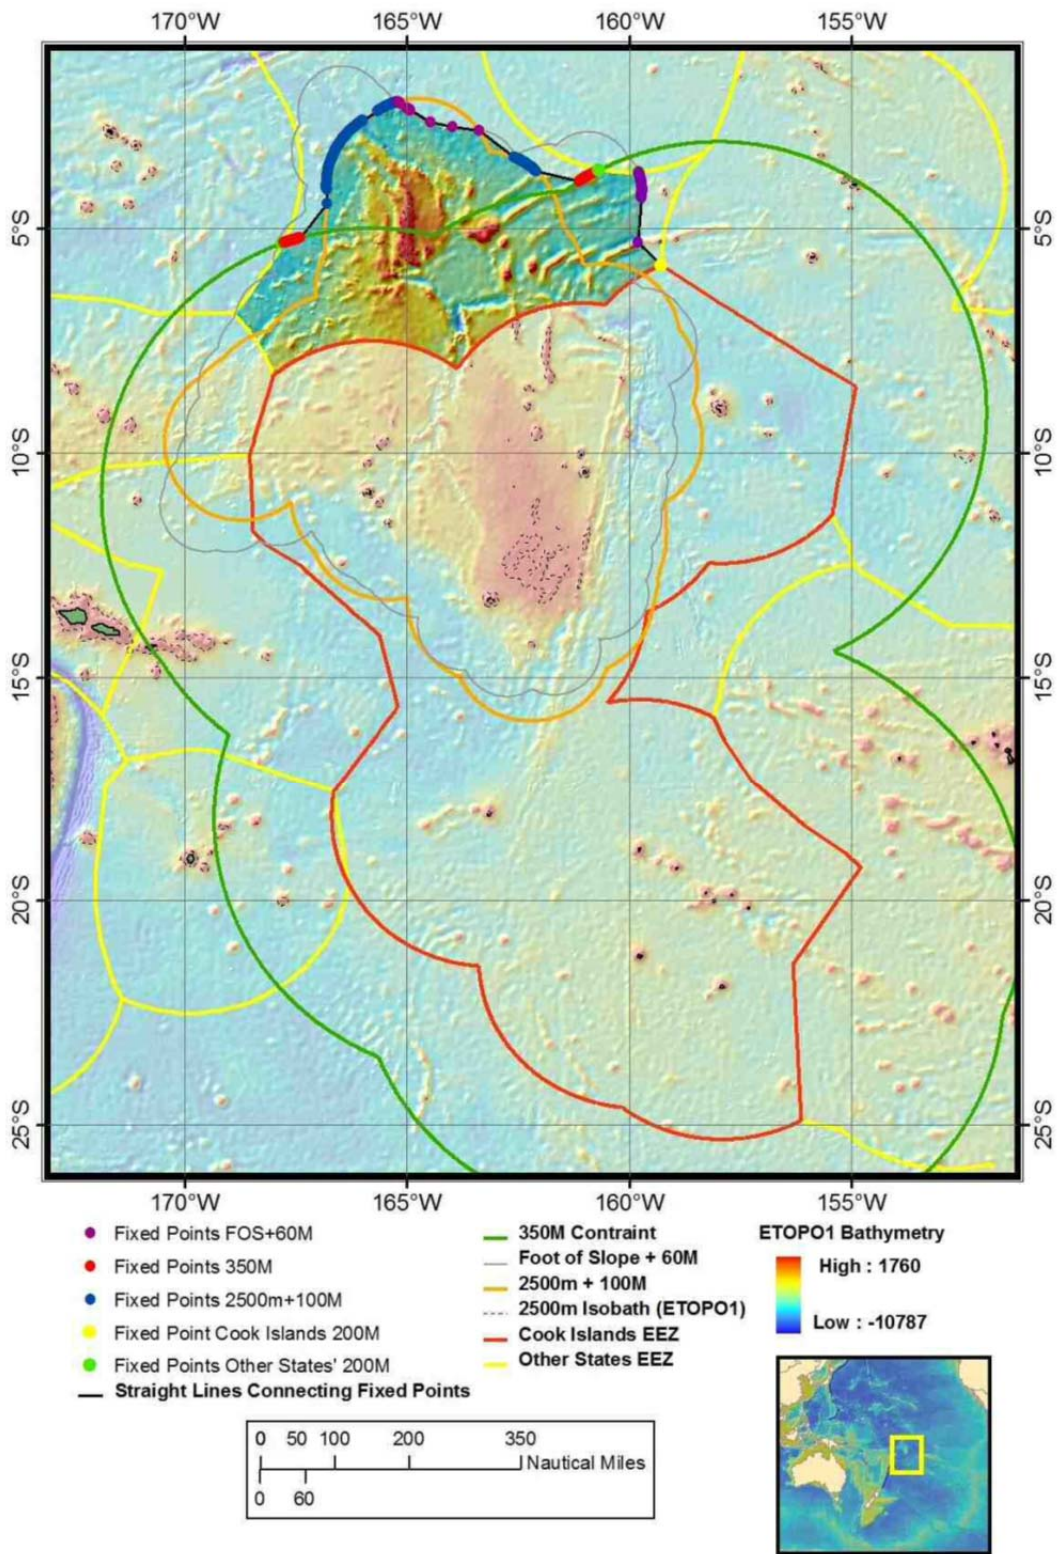 170°W 165°W 160°W 155°W
5°S 5°S
10°S 10°S
15°S 15°S
20°S 20°S
25°S 25°S
170°W 165°W 160°W 155°W
Fixed Points FOS+60M
Fixed Points 350M
Fixed Points 2500m+100M
Fixed Point Cook Islands 200M
Fixed Points Other States' 200M
Straight Lines Connecting Fixed Points
350M Contraint
Foot of Slope + 60M
2500m + 100M
2500m Isobath (ETOPO1)
Cook Islands EEZ
Other States EEZ
ETOPO1 Bathymetry
High : 1760
Low : -10787
0 50 100 200 350
Nautical Miles
0 60